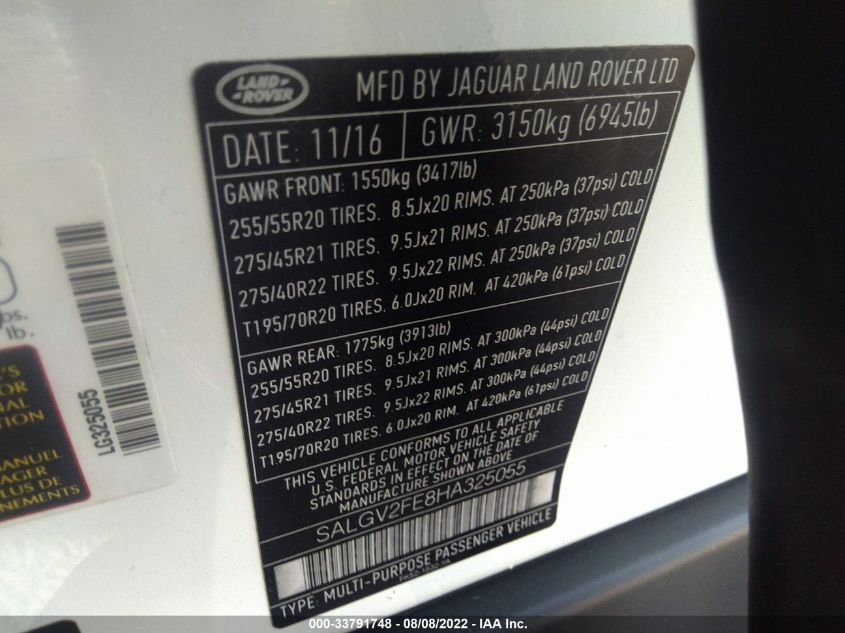 LAND
ROVER
MFD BY JAGUAR LAND ROVER LTD
DATE: 11/16
GWR: 3150kg (6945lb)
GAWR FRONT: 1550kg (3417lb)
255/55R20 TIRES. 8.5Jx20 RIMS. AT 250kPa (37psi) COLD
275/45R21 TIRES. 9.5Jx21 RIMS. AT 250kPa (37psi) COLD
275/40R22 TIRES. 9.5Jx22 RIMS. AT 250kPa (37psi) COLD
T195/70R20 TIRES. 6.0Jx20 RIM. AT 420kPa (61psi) COLD
GAWR REAR: 1775kg (3913lb)
255/55R20 TIRES. 8.5Jx20 RIMS. AT 300kPa (44psi) COLD
275/45R21 TIRES. 9.5Jx21 RIMS. AT 300kPa (44psi) COLD
275/40R22 TIRES. 9.5Jx22 RIMS. AT 300kPa (44psi) COLD
T195/70R20 TIRES. 6.0Jx20 RIM. AT 420kPa (61psi) COLD
THIS VEHICLE CONFORMS TO ALL APPLICABLE
U.S. FEDERAL MOTOR VEHICLE SAFETY
STANDARDS IN EFFECT ON THE DATE OF
MANUFACTURE SHOWN ABOVE
SALGV2FE8HA325055
TYPE: MULTI-PURPOSE PASSENGER VEHICLE
lb.
LG325055
MANUEL
000-33791748 - 08/08/2022 - IAA Inc.